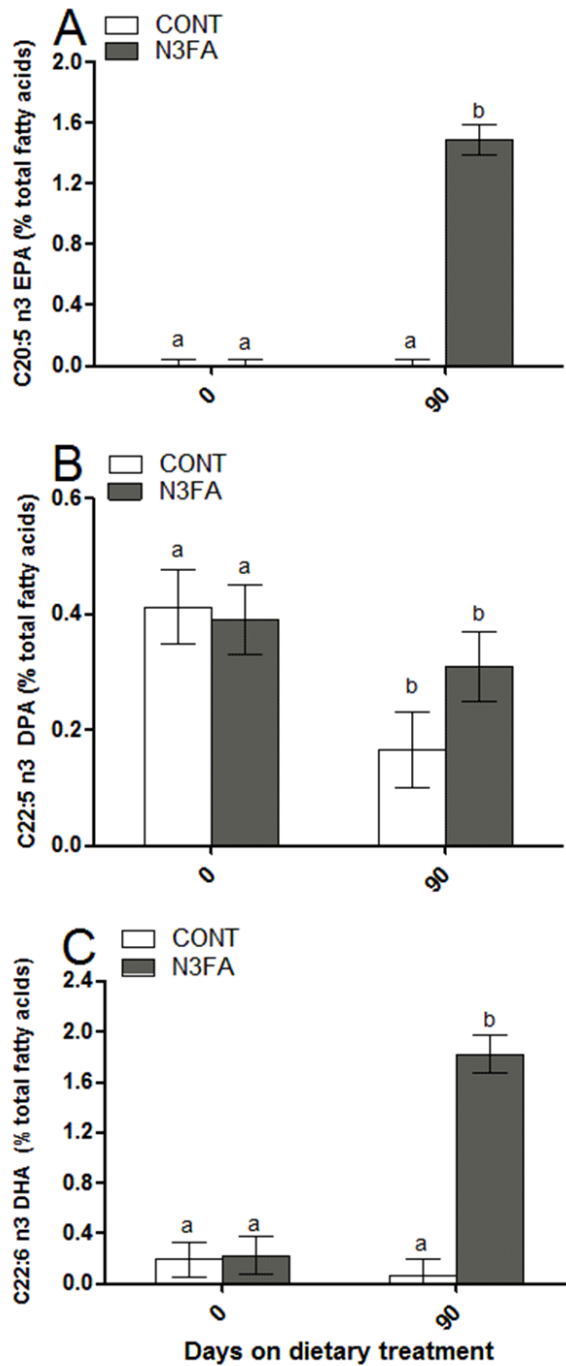 A
CONT
N3FA
C20:5 n3 EPA (% total fatty acids)
2.0
1.6
1.2
0.8
0.4
0.0
a
a
a
b
0
90
B
CONT
N3FA
C22:5 n3 DPA (% total fatty acids)
0.6
0.4
0.2
0.0
a
a
b
b
0
90
C
CONT
N3FA
C22:6 n3 DHA (% total fatty acids)
2.4
2.0
1.6
1.2
0.8
0.4
0.0
a
a
a
b
0
90
Days on dietary treatment